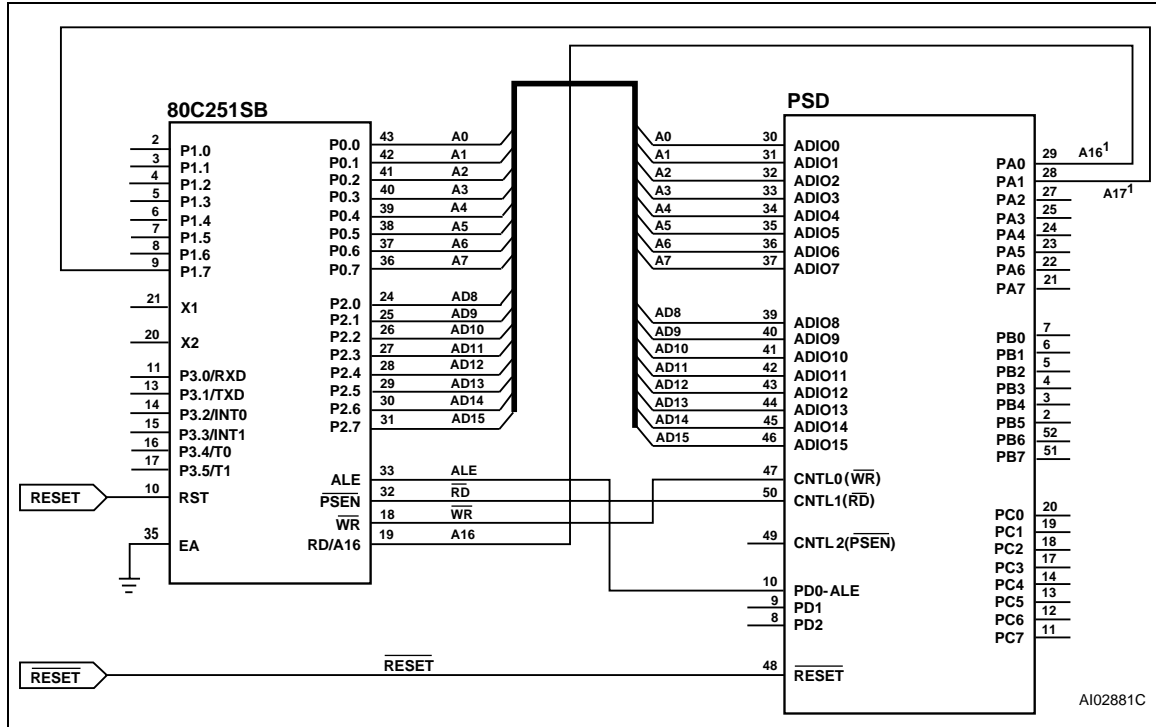 80C251SB
PSD
2 P1.0
3 P1.1
4 P1.2
5 P1.3
6 P1.4
7 P1.5
8 P1.6
9 P1.7
21 X1
20 X2
11 P3.0/RXD
13 P3.1/TXD
14 P3.2/INT0
15 P3.3/INT1
16 P3.4/T0
17 P3.5/T1
RESET 10 RST
35 EA
P0.0 43 A0
P0.1 42 A1
P0.2 41 A2
P0.3 40 A3
P0.4 39 A4
P0.5 38 A5
P0.6 37 A6
P0.7 36 A7
P2.0 24 AD8
P2.1 25 AD9
P2.2 26 AD10
P2.3 27 AD11
P2.4 28 AD12
P2.5 29 AD13
P2.6 30 AD14
P2.7 31 AD15
ALE 33 ALE
PSEN 32 RD
WR 18 WR
RD/A16 19 A16
A0 30 ADIO0
A1 31 ADIO1
A2 32 ADIO2
A3 33 ADIO3
A4 34 ADIO4
A5 35 ADIO5
A6 36 ADIO6
A7 37 ADIO7
AD8 39 ADIO8
AD9 40 ADIO9
AD10 41 ADIO10
AD11 42 ADIO11
AD12 43 ADIO12
AD13 44 ADIO13
AD14 45 ADIO14
AD15 46 ADIO15
47 CNTL0(WR)
50 CNTL1(RD)
49 CNTL 2(PSEN)
10 PD0-ALE
9 PD1
8 PD2
RESET RESET 48 RESET
PA0 29 A16¹
PA1 28 A17¹
PA2 27
PA3 25
PA4 24
PA5 23
PA6 22
PA7 21
PB0 7
PB1 6
PB2 5
PB3 4
PB4 3
PB5 2
PB6 52
PB7 51
PC0 20
PC1 19
PC2 18
PC3 17
PC4 14
PC5 13
PC6 12
PC7 11
AI02881C